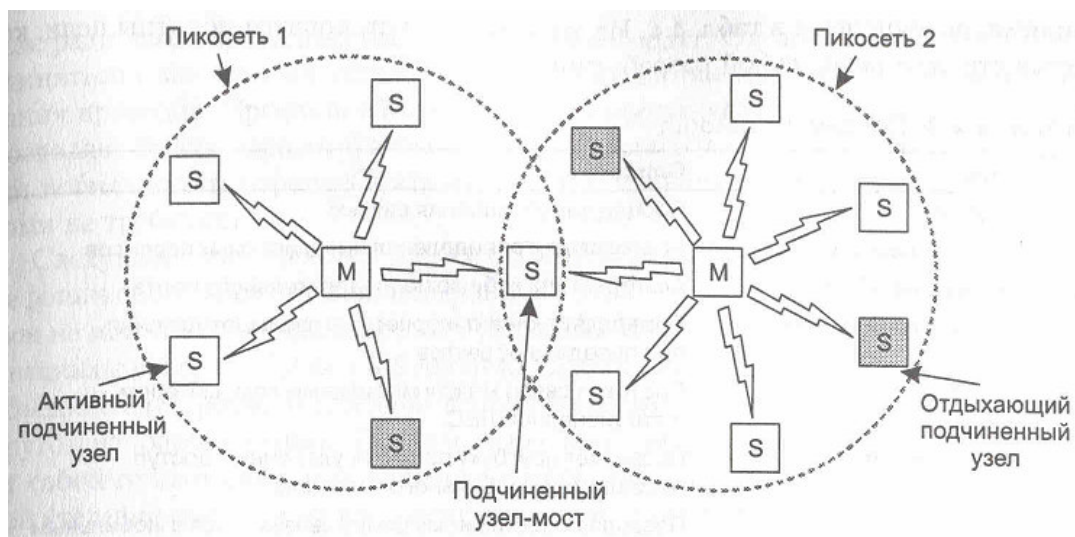 Пикосеть 1
Пикосеть 2
S
S
S
S
S
M
S
M
S
S
S
S
S
Активный
подчиненный
узел
Отдыхающий
подчиненный
узел
Подчиненный
узел-мост